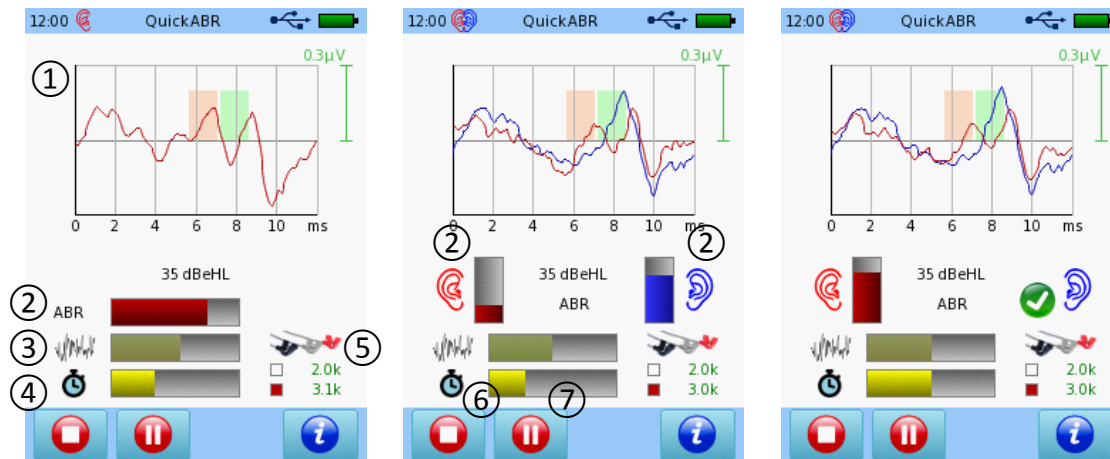 12:00 QuickABR
0.3µV
①
0 2 4 6 8 10 ms
35 dBeHL
② ABR
③ ⑤
2.0k
④ 3.1k
12:00 QuickABR
0.3µV
0 2 4 6 8 10 ms
② ②
35 dBeHL
ABR
2.0k
3.0k
⑥ ⑦
12:00 QuickABR
0.3µV
0 2 4 6 8 10 ms
35 dBeHL
ABR
2.0k
3.0k
i
i
i